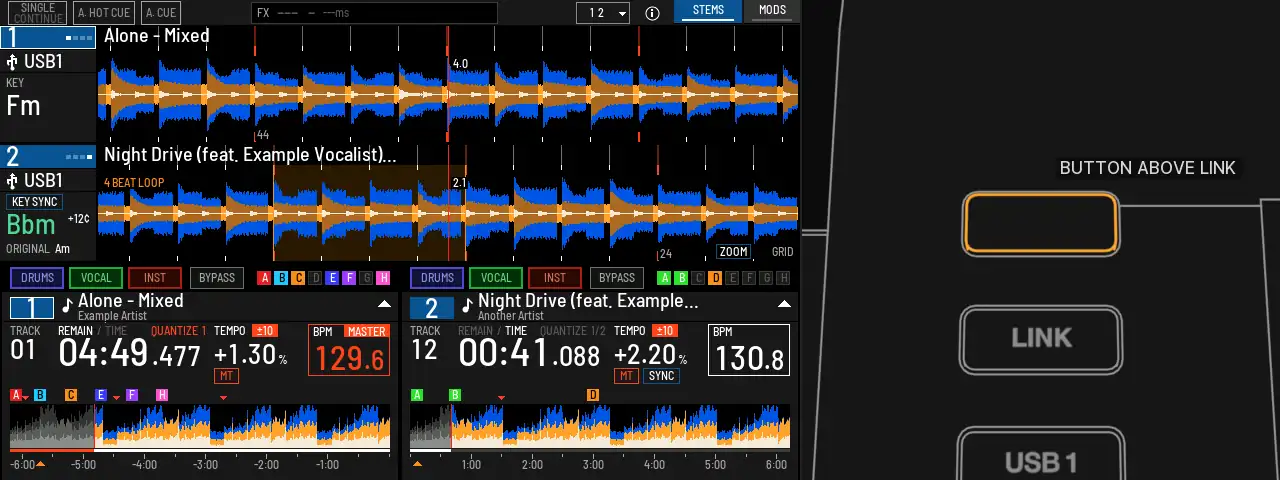 SINGLE
CONTINUE
A. HOT CUE
A. CUE
FX --- - ---ms
1 2
STEMS
MODS
1
Alone - Mixed
USB1
KEY
Fm
4.0
44
2
Night Drive (feat. Example Vocalist)...
USB1
4 BEAT LOOP
2.1
KEY SYNC
Bbm
+12¢
ORIGINAL Am
24
ZOOM
GRID
DRUMS
VOCAL
INST
BYPASS
A B C D E F G H
DRUMS
VOCAL
INST
BYPASS
A B C D E F G H
1
Alone - Mixed
Example Artist
TRACK
01
REMAIN / TIME
QUANTIZE 1
04:49.477
TEMPO ±10
+1.30%
MT
BPM MASTER
129.6
A B C E F H
-6:00 -5:00 -4:00 -3:00 -2:00 -1:00
2
Night Drive (feat. Example...
Another Artist
TRACK
12
REMAIN / TIME
QUANTIZE 1/2
00:41.088
TEMPO ±10
+2.20%
MT SYNC
BPM
130.8
A B D
1:00 2:00 3:00 4:00 5:00 6:00
BUTTON ABOVE LINK
LINK
USB 1